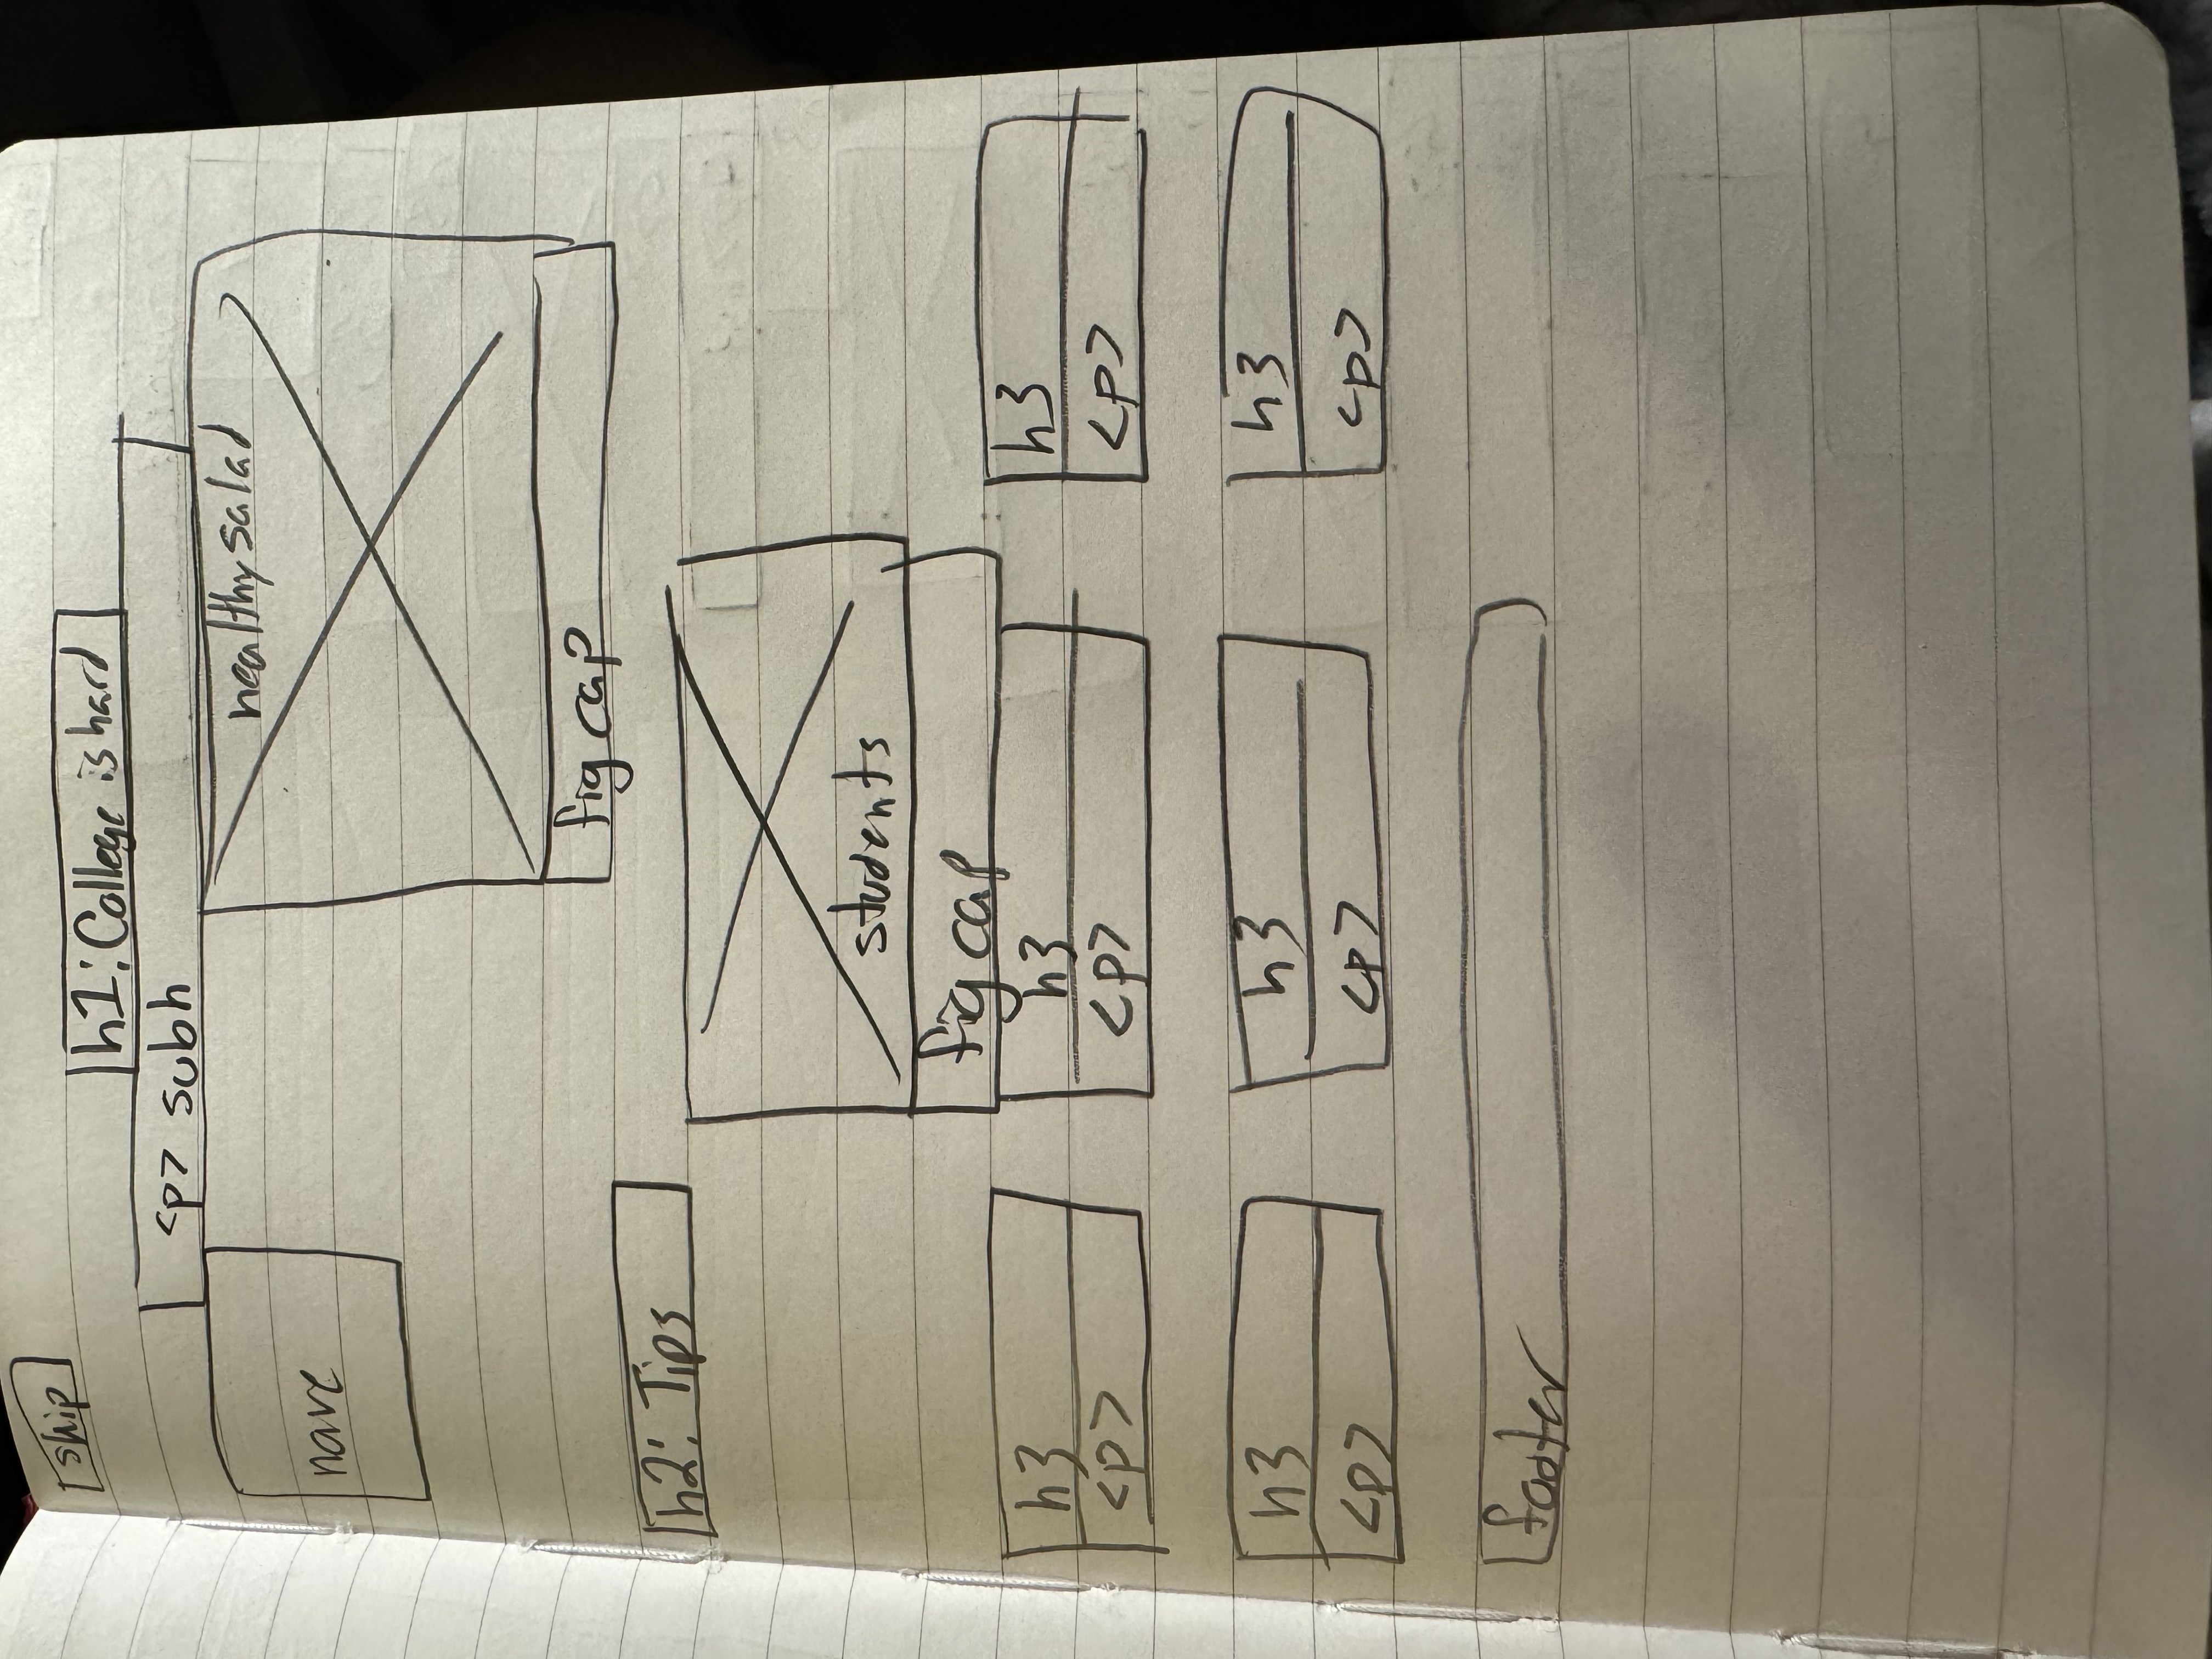 skip
h1: College is hard
<p> subh
healthy salad
nave
fig cap
h2: Tips
students
fig cap
h3 h3 h3
<p> <p> <p>
h3 h3 h3
<p> <p> <p>
footer